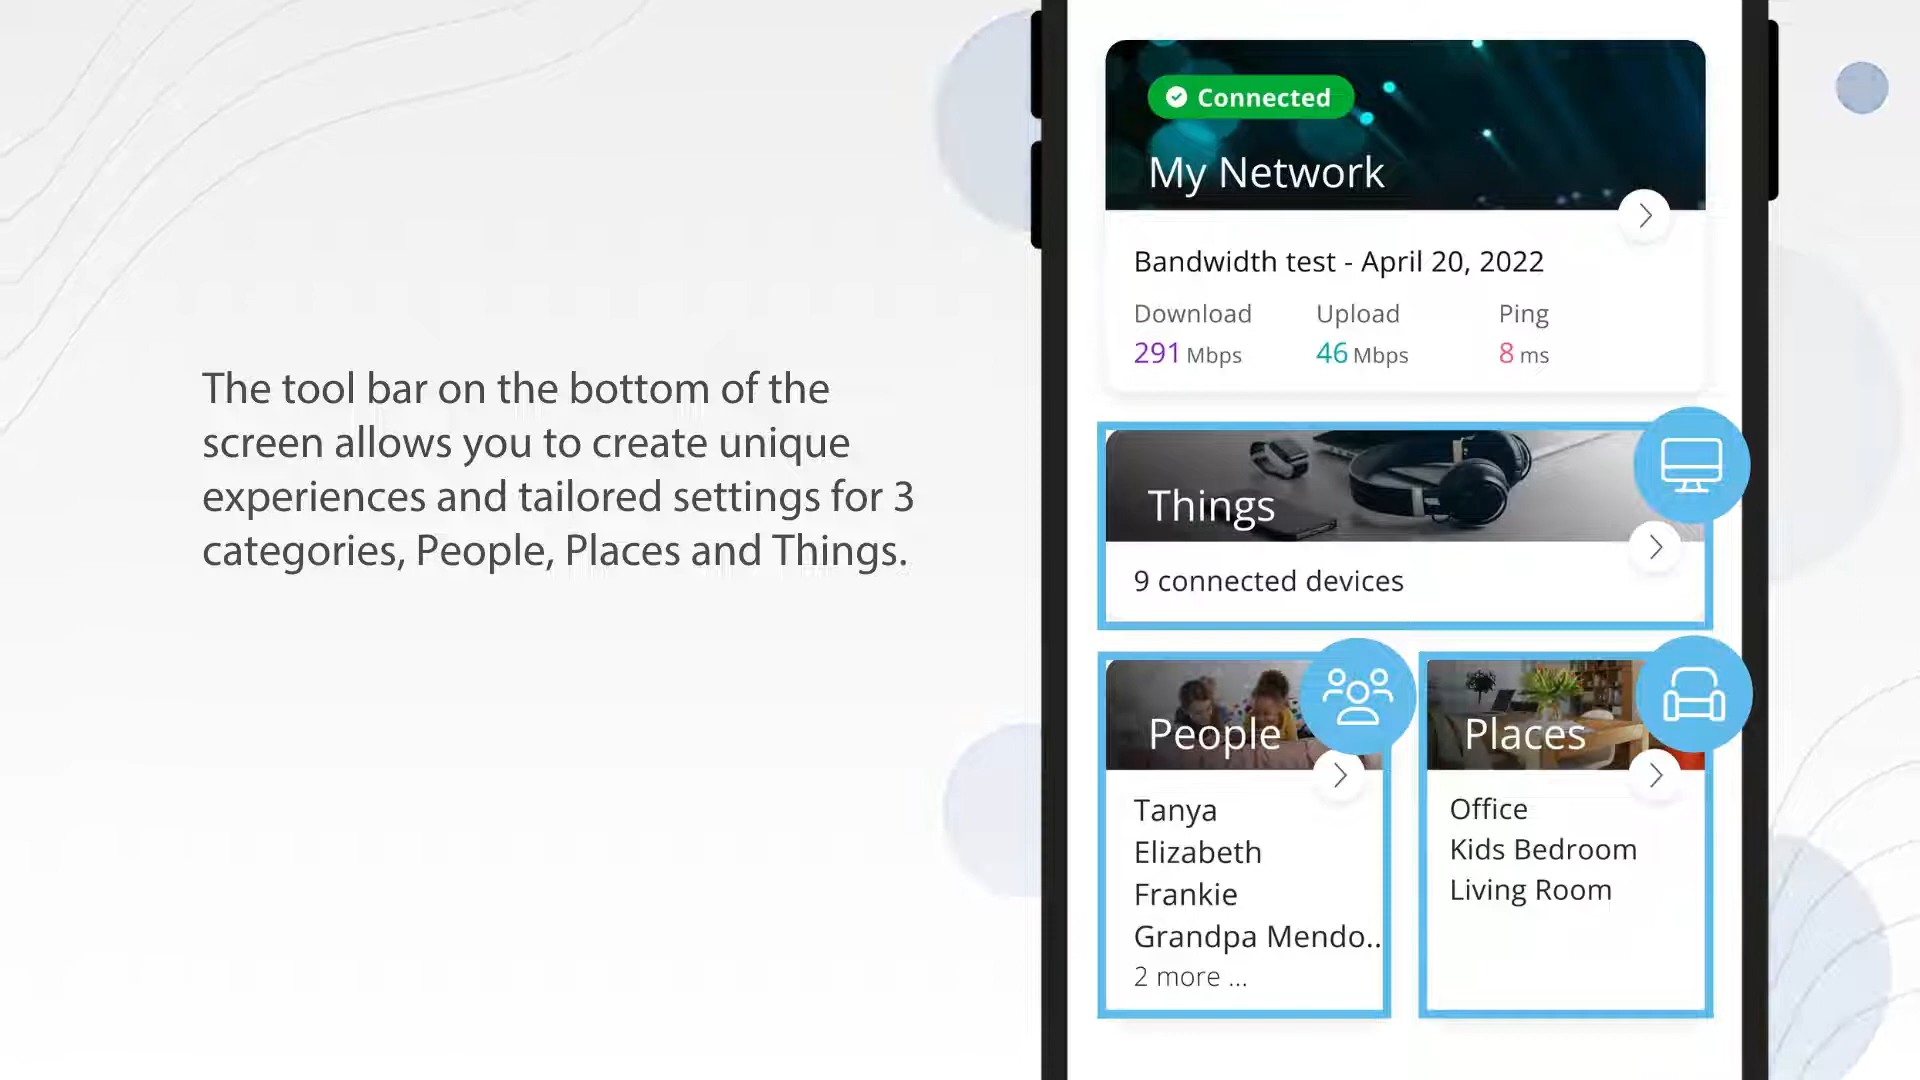 The tool bar on the bottom of the
screen allows you to create unique
experiences and tailored settings for 3
categories, People, Places and Things.
Connected
My Network
Bandwidth test - April 20, 2022
Download Upload Ping
291 Mbps 46 Mbps 8 ms
Things
9 connected devices
People
Tanya
Elizabeth
Frankie
Grandpa Mendo..
2 more ...
Places
Office
Kids Bedroom
Living Room